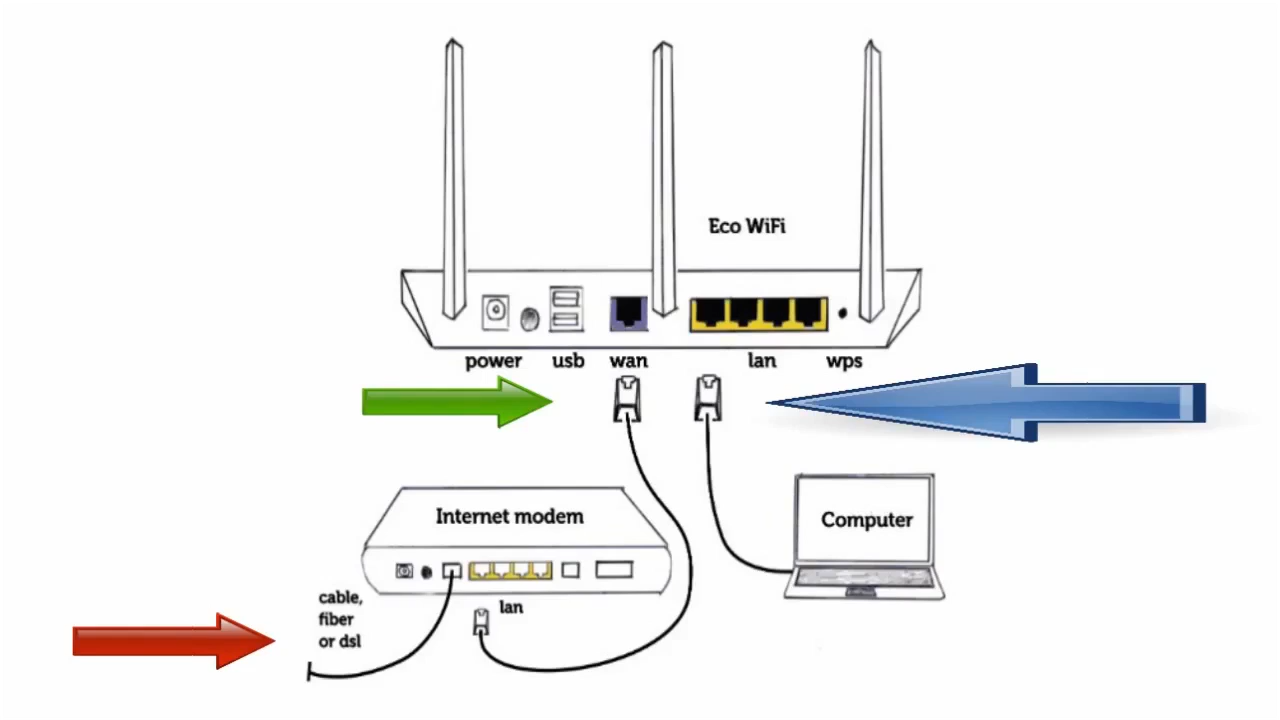 Eco WiFi
power usb wan lan wps
Internet modem
Computer
cable,
fiber
or dsl
lan